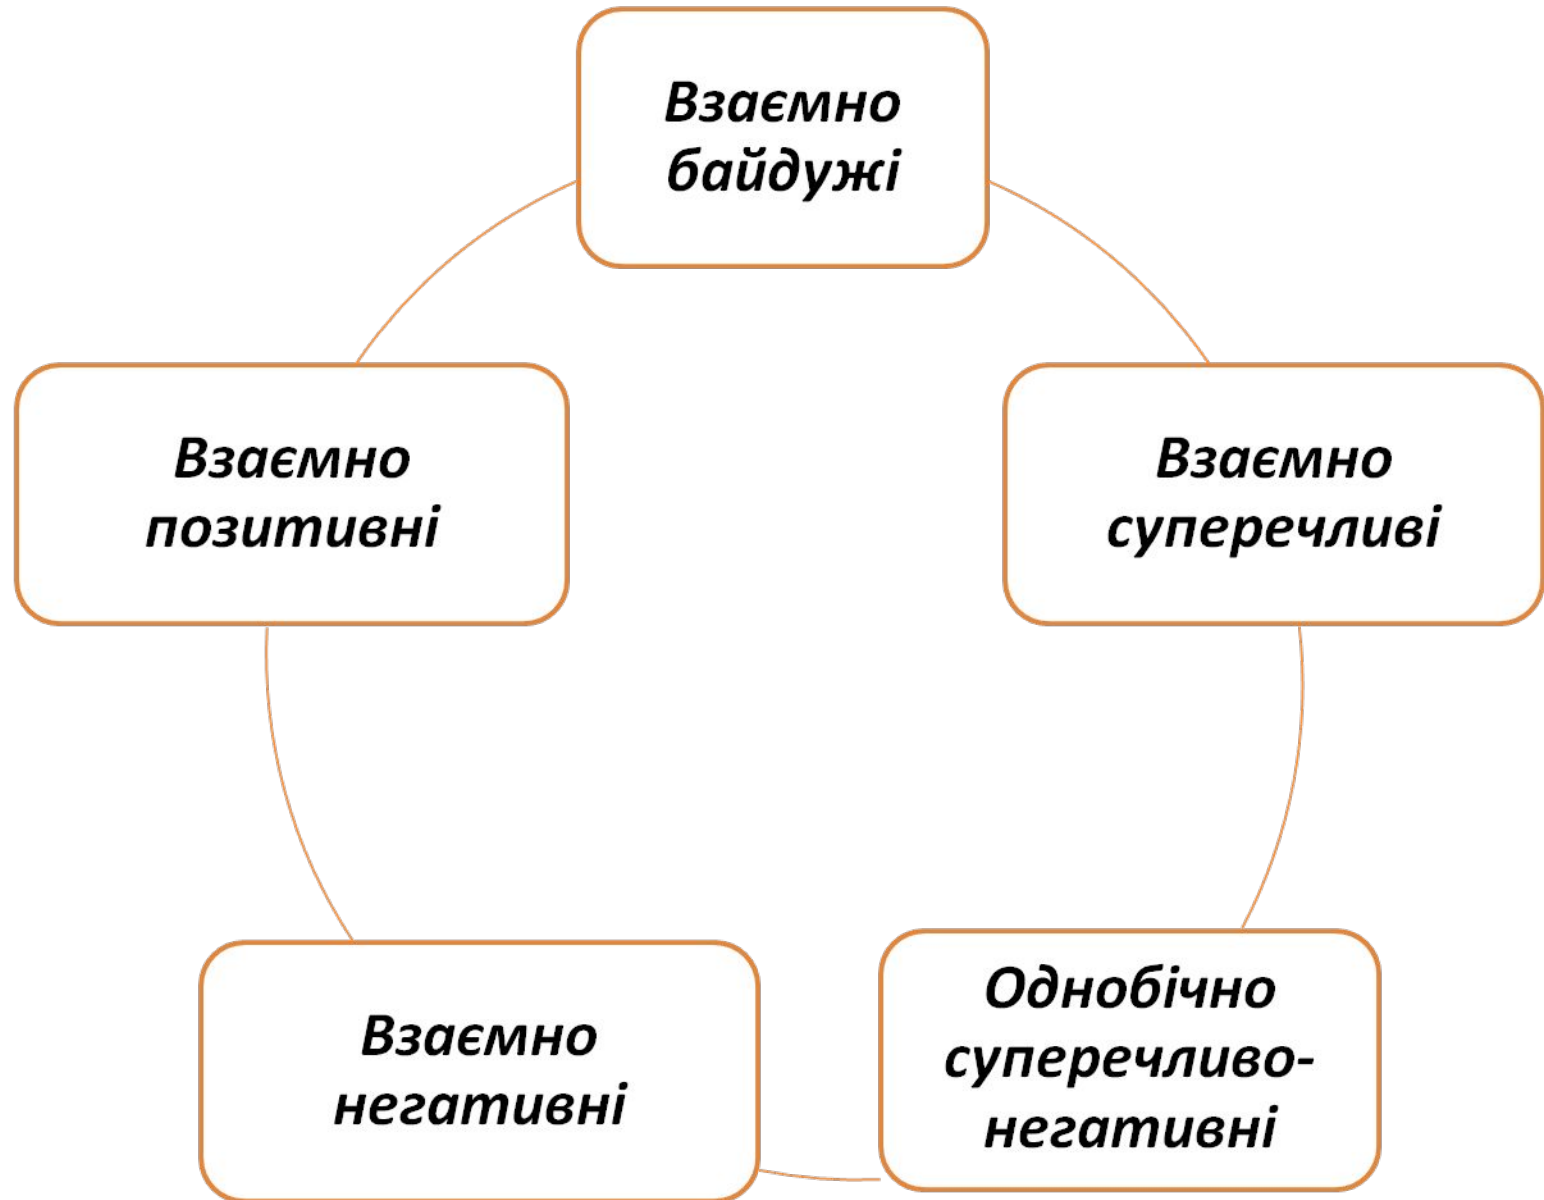 Взаємно
байдужі
Взаємно
позитивні
Взаємно
суперечливі
Взаємно
негативні
Однобічно
суперечливо-
негативні